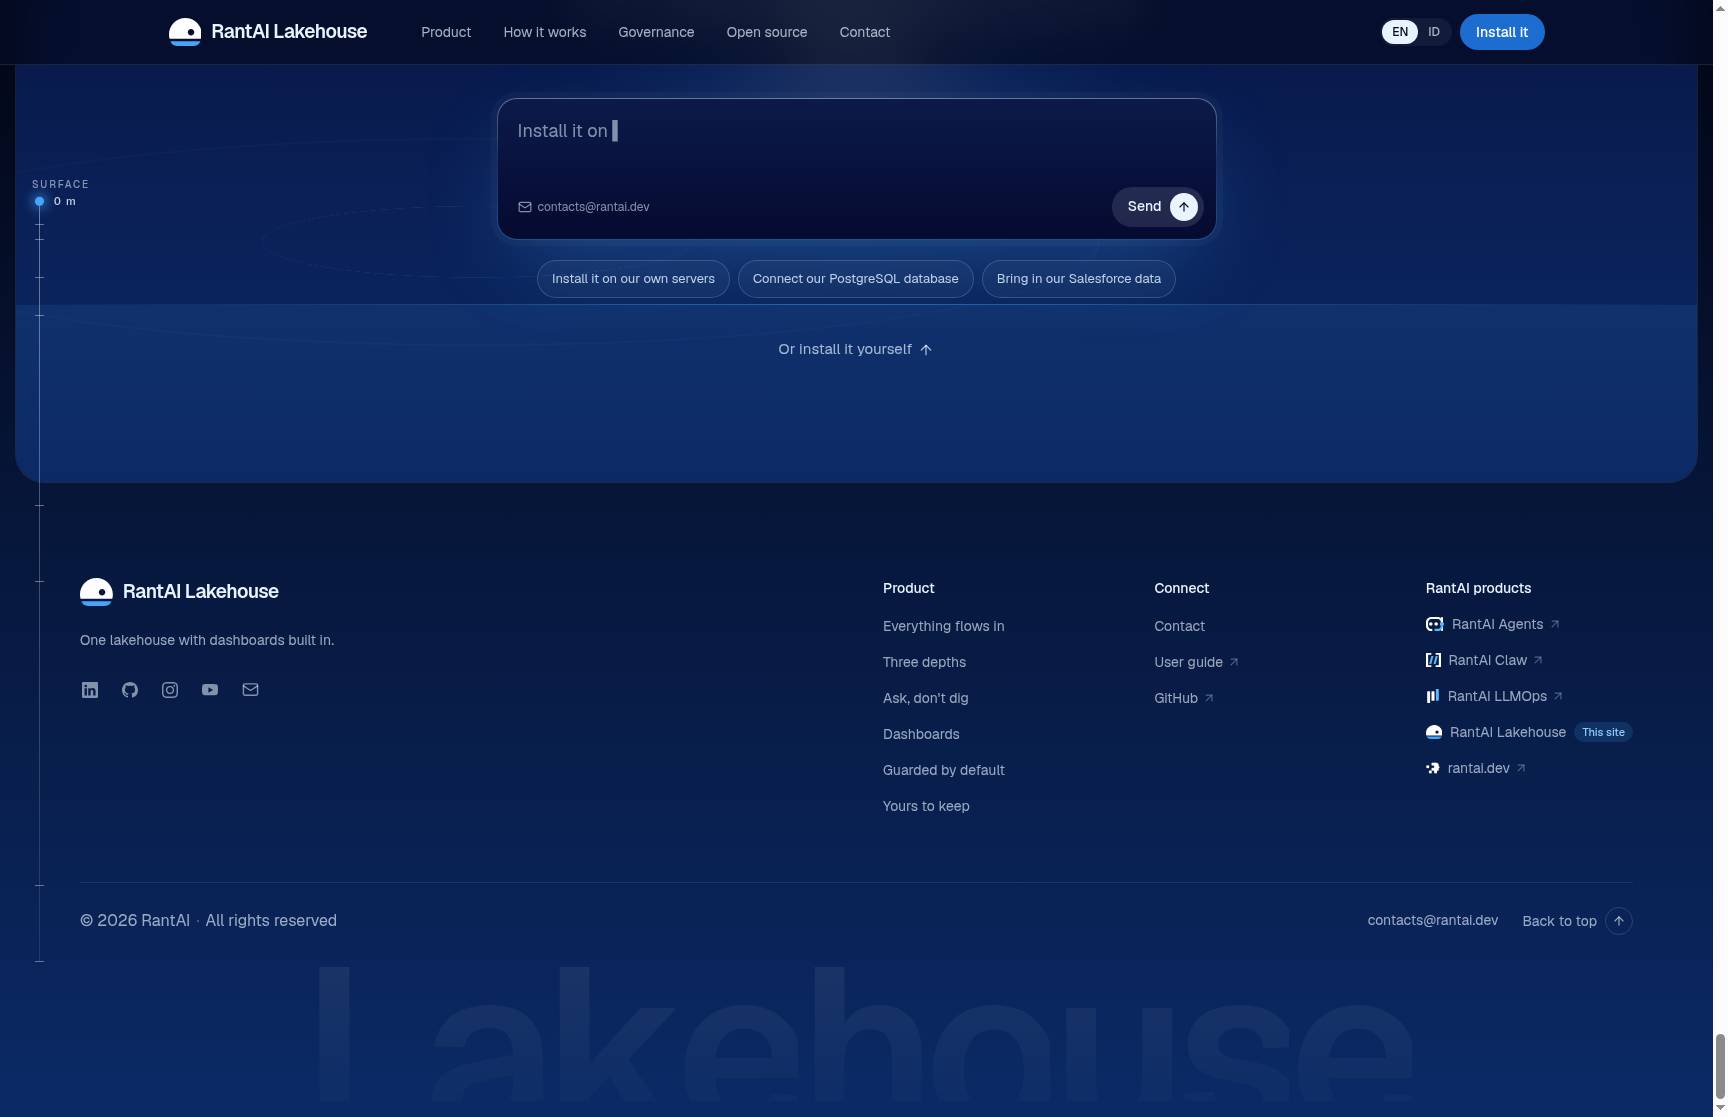 RantAI Lakehouse
Product
How it works
Governance
Open source
Contact
EN
ID
Install it
Install it on
SURFACE
0 m
contacts@rantai.dev
Send
Install it on our own servers
Connect our PostgreSQL database
Bring in our Salesforce data
Or install it yourself
RantAI Lakehouse
One lakehouse with dashboards built in.
Product
Everything flows in
Three depths
Ask, don't dig
Dashboards
Guarded by default
Yours to keep
Connect
Contact
User guide
GitHub
RantAI products
RantAI Agents
RantAI Claw
RantAI LLMOps
RantAI Lakehouse This site
rantai.dev
© 2026 RantAI · All rights reserved
contacts@rantai.dev
Back to top
Lakehouse